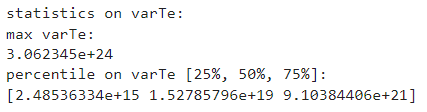 statistics on varTe:
max varTe:
3.062345e+24
percentile on varTe [25%, 50%, 75%]:
[2.48536334e+15 1.52785796e+19 9.10384406e+21]